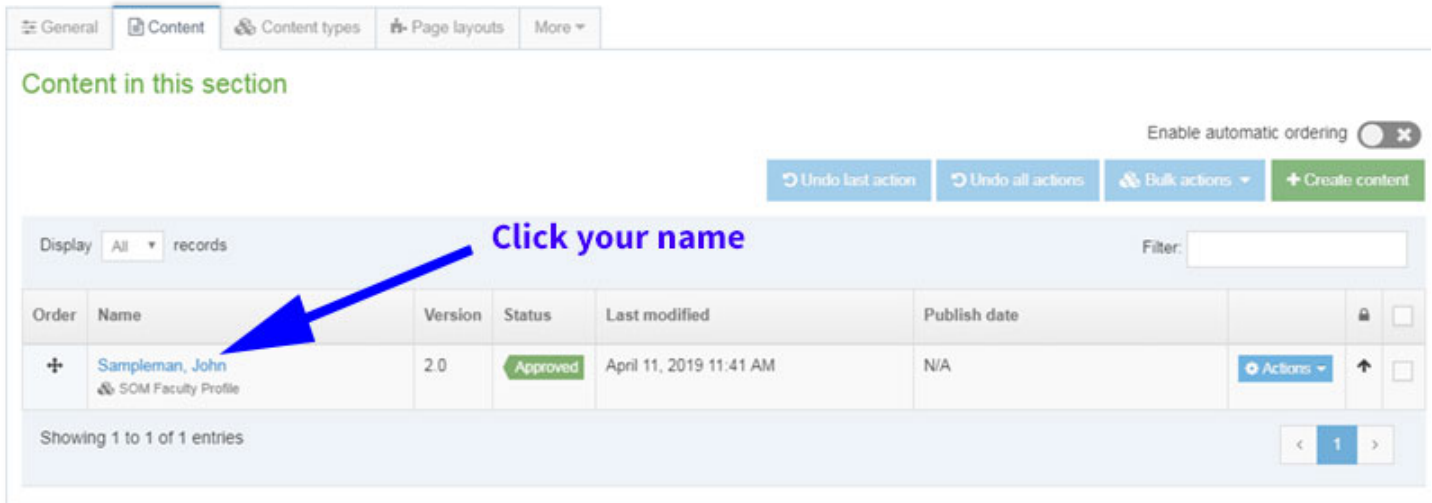 General Content Content types Page layouts More
Content in this section
Enable automatic ordering
Undo last action Undo all actions Bulk actions + Create content
Click your name
Display All records Filter:
Order Name Version Status Last modified Publish date
Sampleman, John 2.0 Approved April 11, 2019 11:41 AM N/A Actions
SOM Faculty Profile
Showing 1 to 1 of 1 entries < 1 >